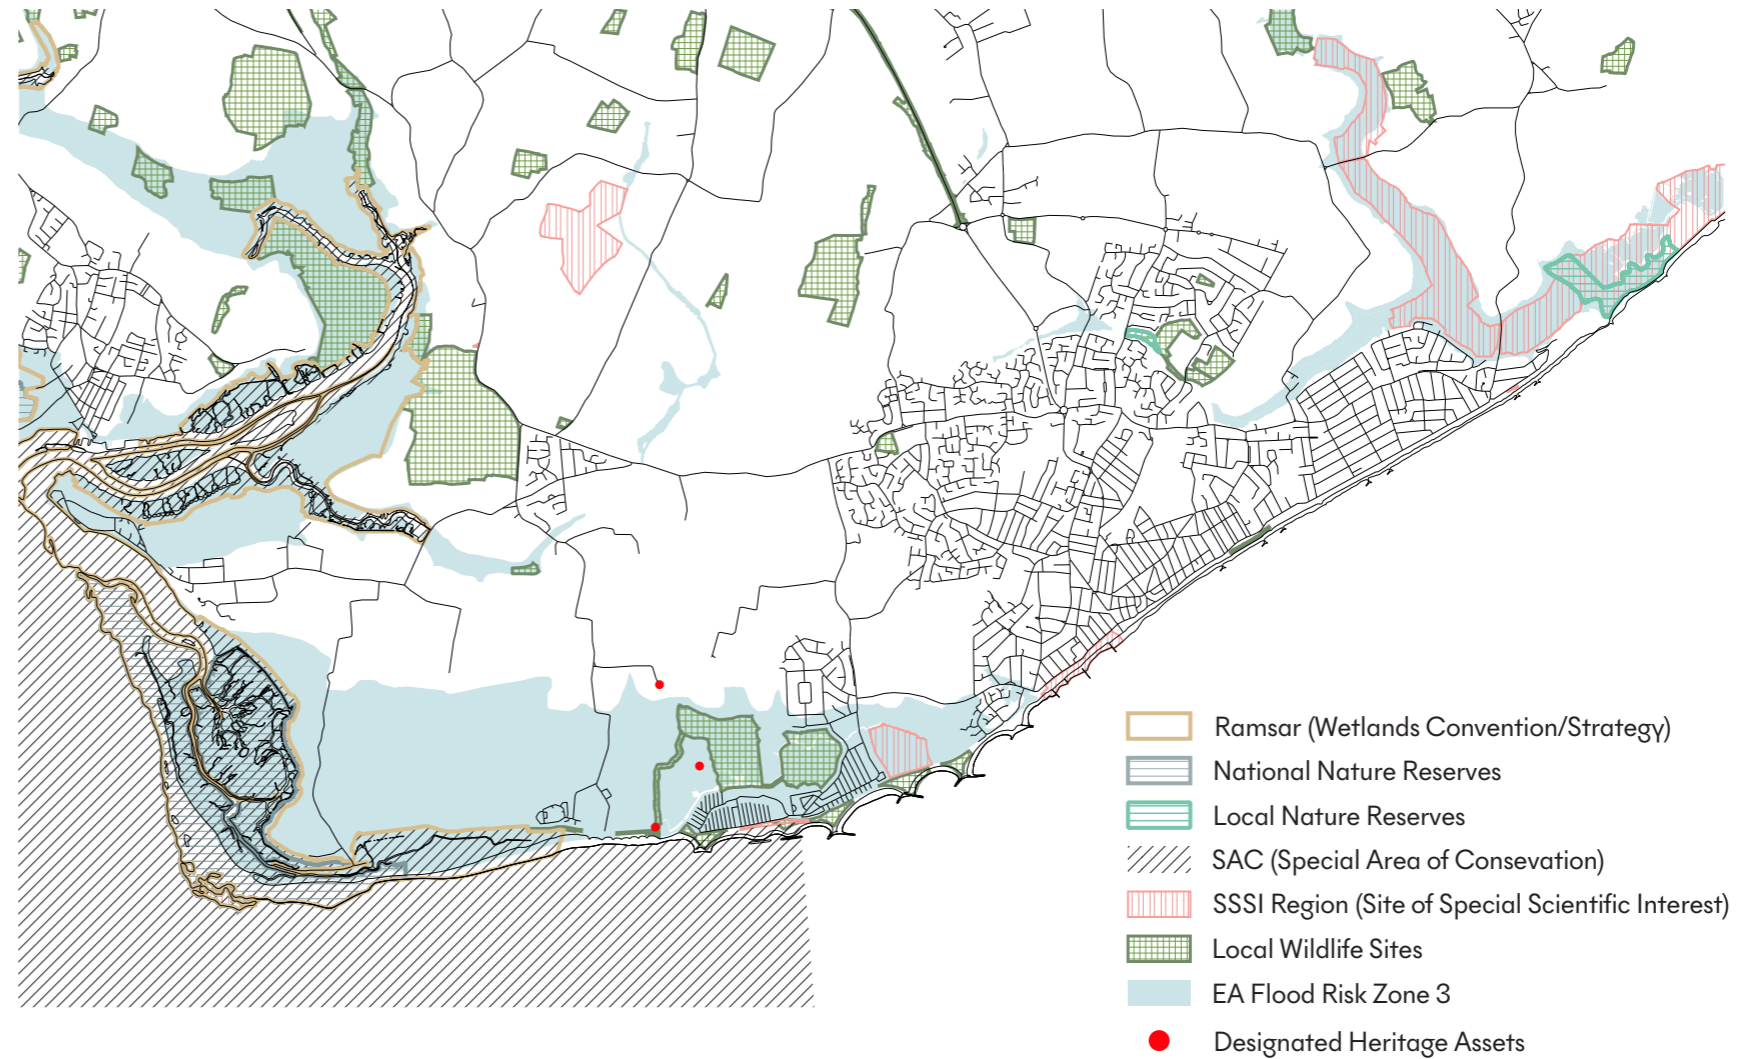 Ramsar (Wetlands Convention/Strategy)
National Nature Reserves
Local Nature Reserves
SAC (Special Area of Consevation)
SSSI Region (Site of Special Scientific Interest)
Local Wildlife Sites
EA Flood Risk Zone 3
Designated Heritage Assets